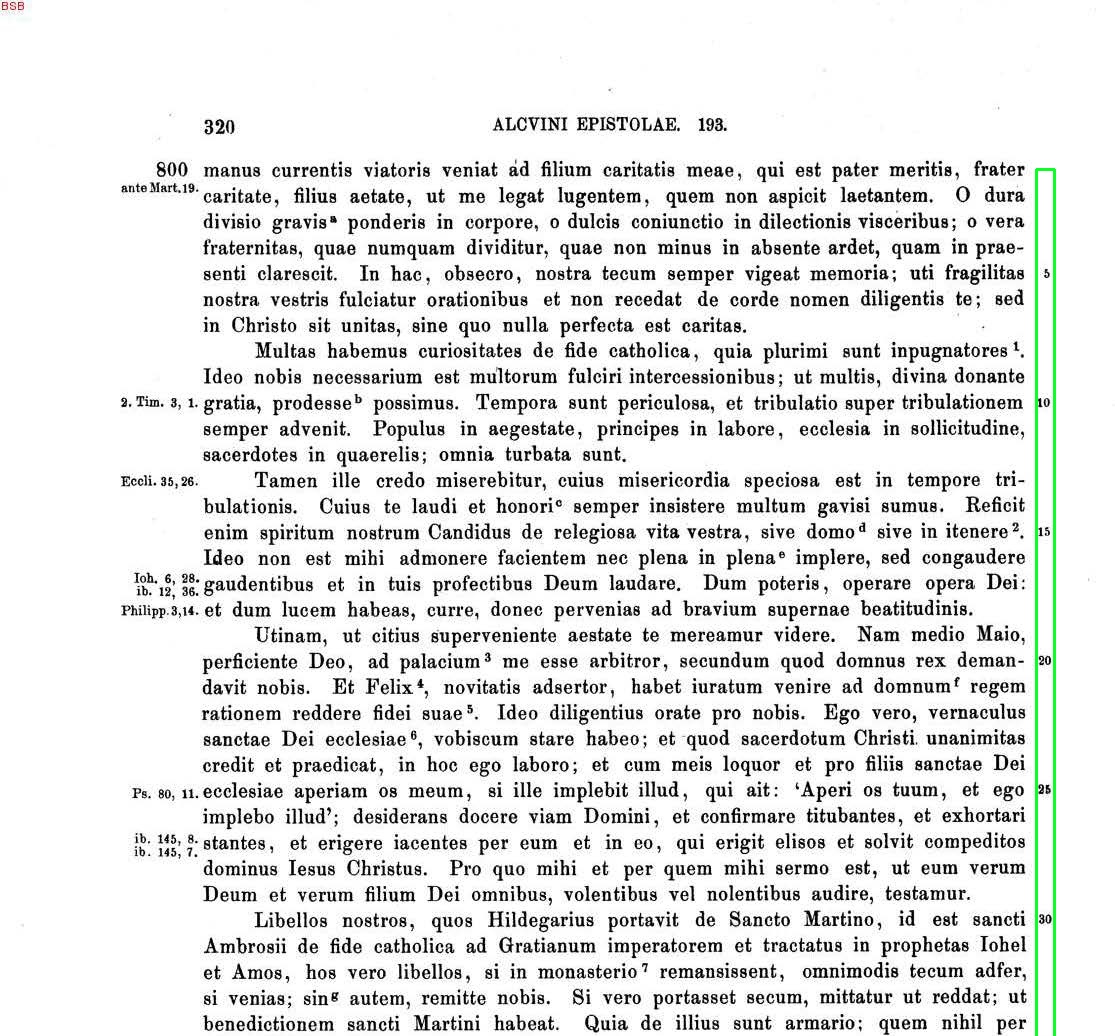 BSB
320 ALCVINI EPISTOLAE. 193.
800 manus currentis viatoris veniat ad filium caritatis meae, qui est pater meritis, frater
ante Mart. 19. caritate, filius aetate, ut me legat lugentem, quem non aspicit laetantem. O dura
divisio gravis a ponderis in corpore, o dulcis coniunctio in dilectionis visceribus; o vera
fraternitas, quae numquam dividitur, quae non minus in absente ardet, quam in prae-
senti clarescit. In hac, obsecro, nostra tecum semper vigeat memoria; uti fragilitas 5
nostra vestris fulciatur orationibus et non recedat de corde nomen diligentis te; sed
in Christo sit unitas, sine quo nulla perfecta est caritas.
Multas habemus curiositates de fide catholica, quia plurimi sunt inpugnatores 1.
Ideo nobis necessarium est multorum fulciri intercessionibus; ut multis, divina donante
2. Tim. 3, 1. gratia, prodesse b possimus. Tempora sunt periculosa, et tribulatio super tribulationem 10
semper advenit. Populus in aegestate, principes in labore, ecclesia in sollicitudine,
sacerdotes in quaerelis; omnia turbata sunt.
Eccli. 35, 26. Tamen ille credo miserebitur, cuius misericordia speciosa est in tempore tri-
bulationis. Cuius te laudi et honori c semper insistere multum gavisi sumus. Reficit
enim spiritum nostrum Candidus de relegiosa vita vestra, sive domo d sive in itenere 2. 15
Ideo non est mihi admonere facientem nec plena in plena e implere, sed congaudere
Ioh. 6, 28. ib. 12, 36. gaudentibus et in tuis profectibus Deum laudare. Dum poteris, operare opera Dei:
Philipp. 3, 14. et dum lucem habeas, curre, donec pervenias ad bravium supernae beatitudinis.
Utinam, ut citius superveniente aestate te mereamur videre. Nam medio Maio,
perficiente Deo, ad palacium 3 me esse arbitror, secundum quod domnus rex deman- 20
davit nobis. Et Felix 4, novitatis adsertor, habet iuratum venire ad domnum f regem
rationem reddere fidei suae 5. Ideo diligentius orate pro nobis. Ego vero, vernaculus
sanctae Dei ecclesiae 6, vobiscum stare habeo; et quod sacerdotum Christi unanimitas
credit et praedicat, in hoc ego laboro; et cum meis loquor et pro filiis sanctae Dei
Ps. 80, 11. ecclesiae aperiam os meum, si ille implebit illud, qui ait: ‘Aperi os tuum, et ego 25
implebo illud’; desiderans docere viam Domini, et confirmare titubantes, et exhortari
ib. 145, 8. ib. 145, 7. stantes, et erigere iacentes per eum et in eo, qui erigit elisos et solvit compeditos
dominus Iesus Christus. Pro quo mihi et per quem mihi sermo est, ut eum verum
Deum et verum filium Dei omnibus, volentibus vel nolentibus audire, testamur.
Libellos nostros, quos Hildegarius portavit de Sancto Martino, id est sancti 30
Ambrosii de fide catholica ad Gratianum imperatorem et tractatus in prophetas Iohel
et Amos, hos vero libellos, si in monasterio 7 remansissent, omnimodis tecum adfer,
si venias; sin g autem, remitte nobis. Si vero portasset secum, mittatur ut reddat; ut
benedictionem sancti Martini habeat. Quia de illius sunt armario; quem nihil per